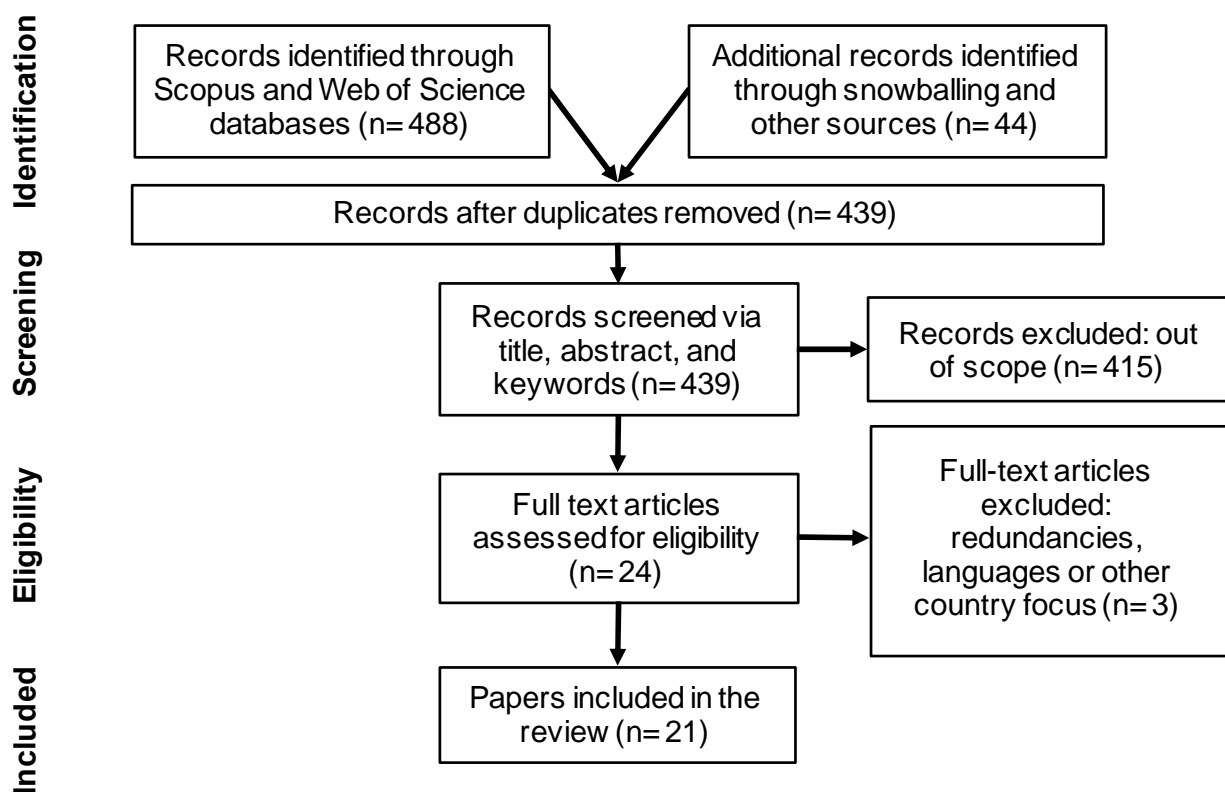 Identification
Records identified through
Scopus and Web of Science
databases (n= 488)
Additional records identified
through snowballing and
other sources (n= 44)
Records after duplicates removed (n= 439)
Screening
Records screened via
title, abstract, and
keywords (n= 439)
Records excluded: out
of scope (n= 415)
Eligibility
Full text articles
assessed for eligibility
(n= 24)
Full-text articles
excluded:
redundancies,
languages or other
country focus (n= 3)
Included
Papers included in the
review (n= 21)